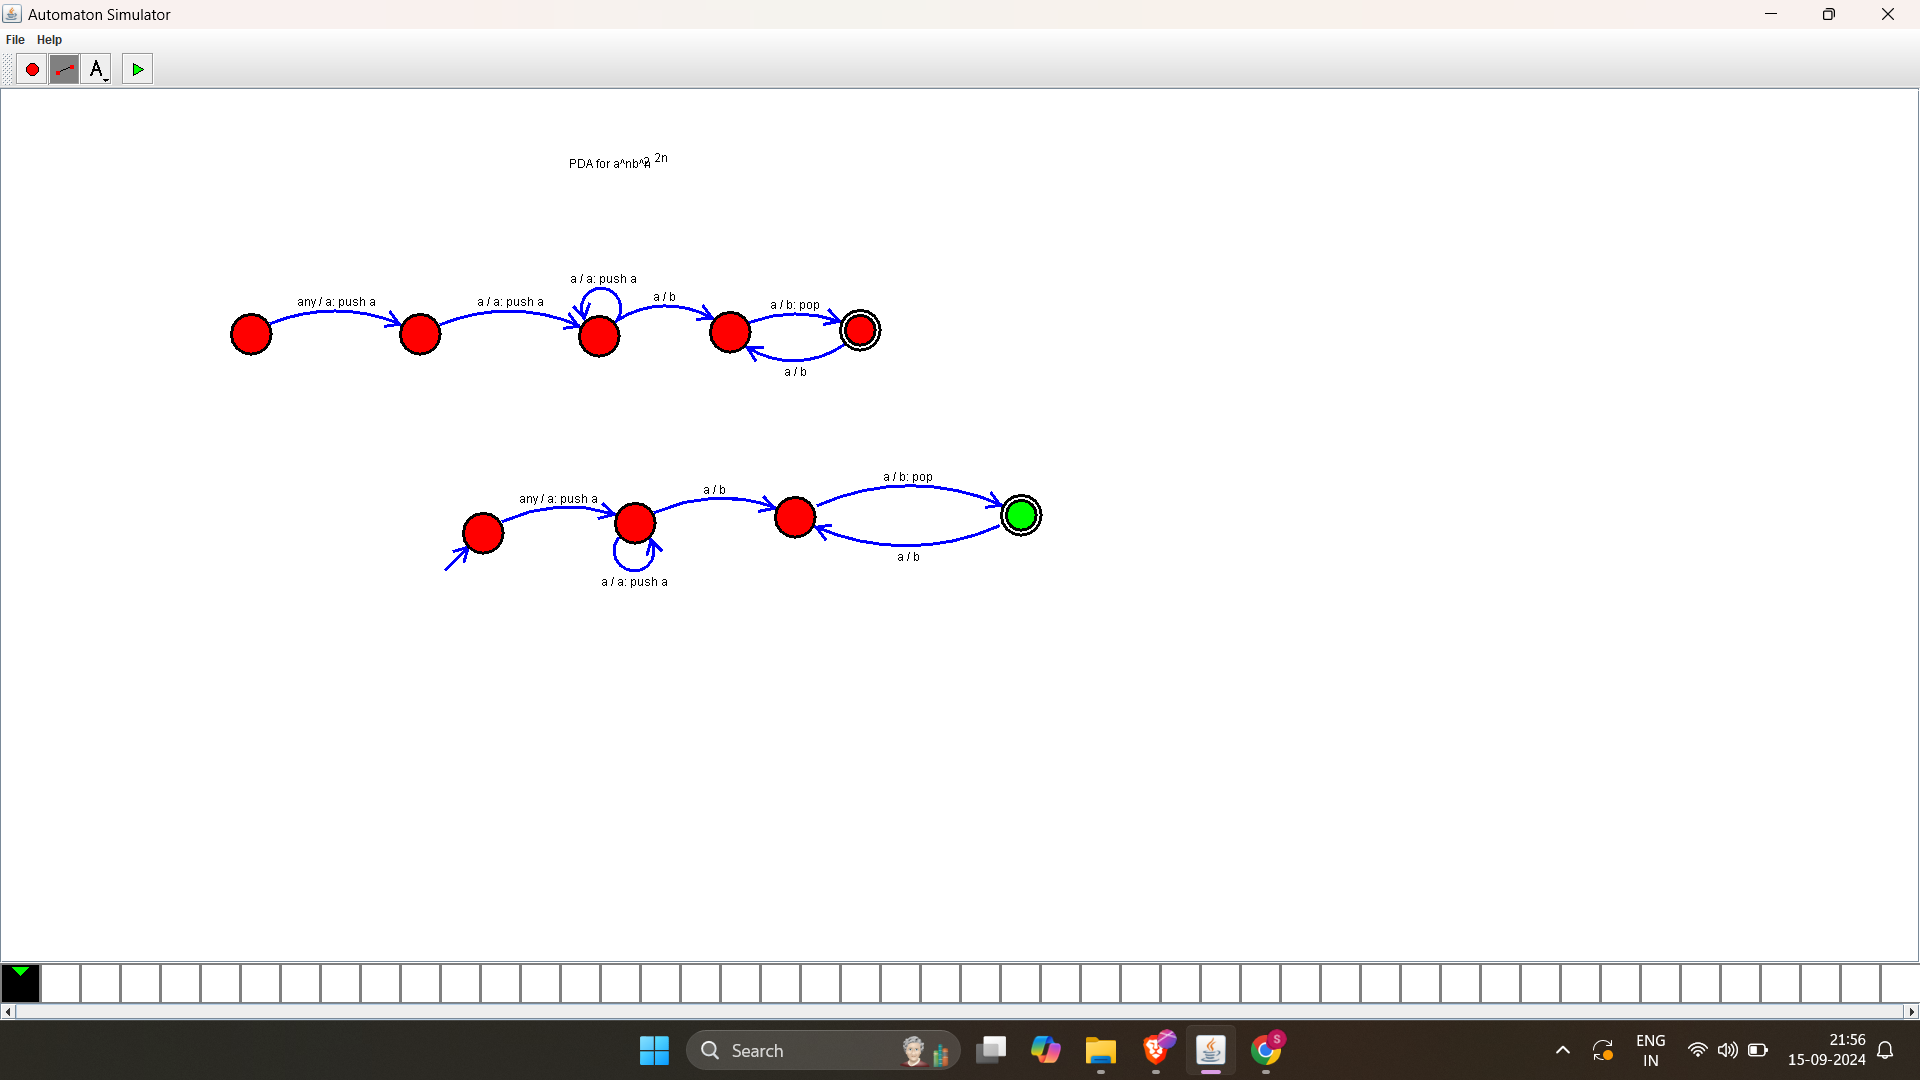 Automaton Simulator
File Help
A
PDA for a^nb^n 2n
a / a: push a
any / a: push a
a / a: push a
a / b
a / b: pop
a / b
any / a: push a
a / b
a / b: pop
a / b
a / a: push a
Search
S
ENG
IN
21:56
15-09-2024